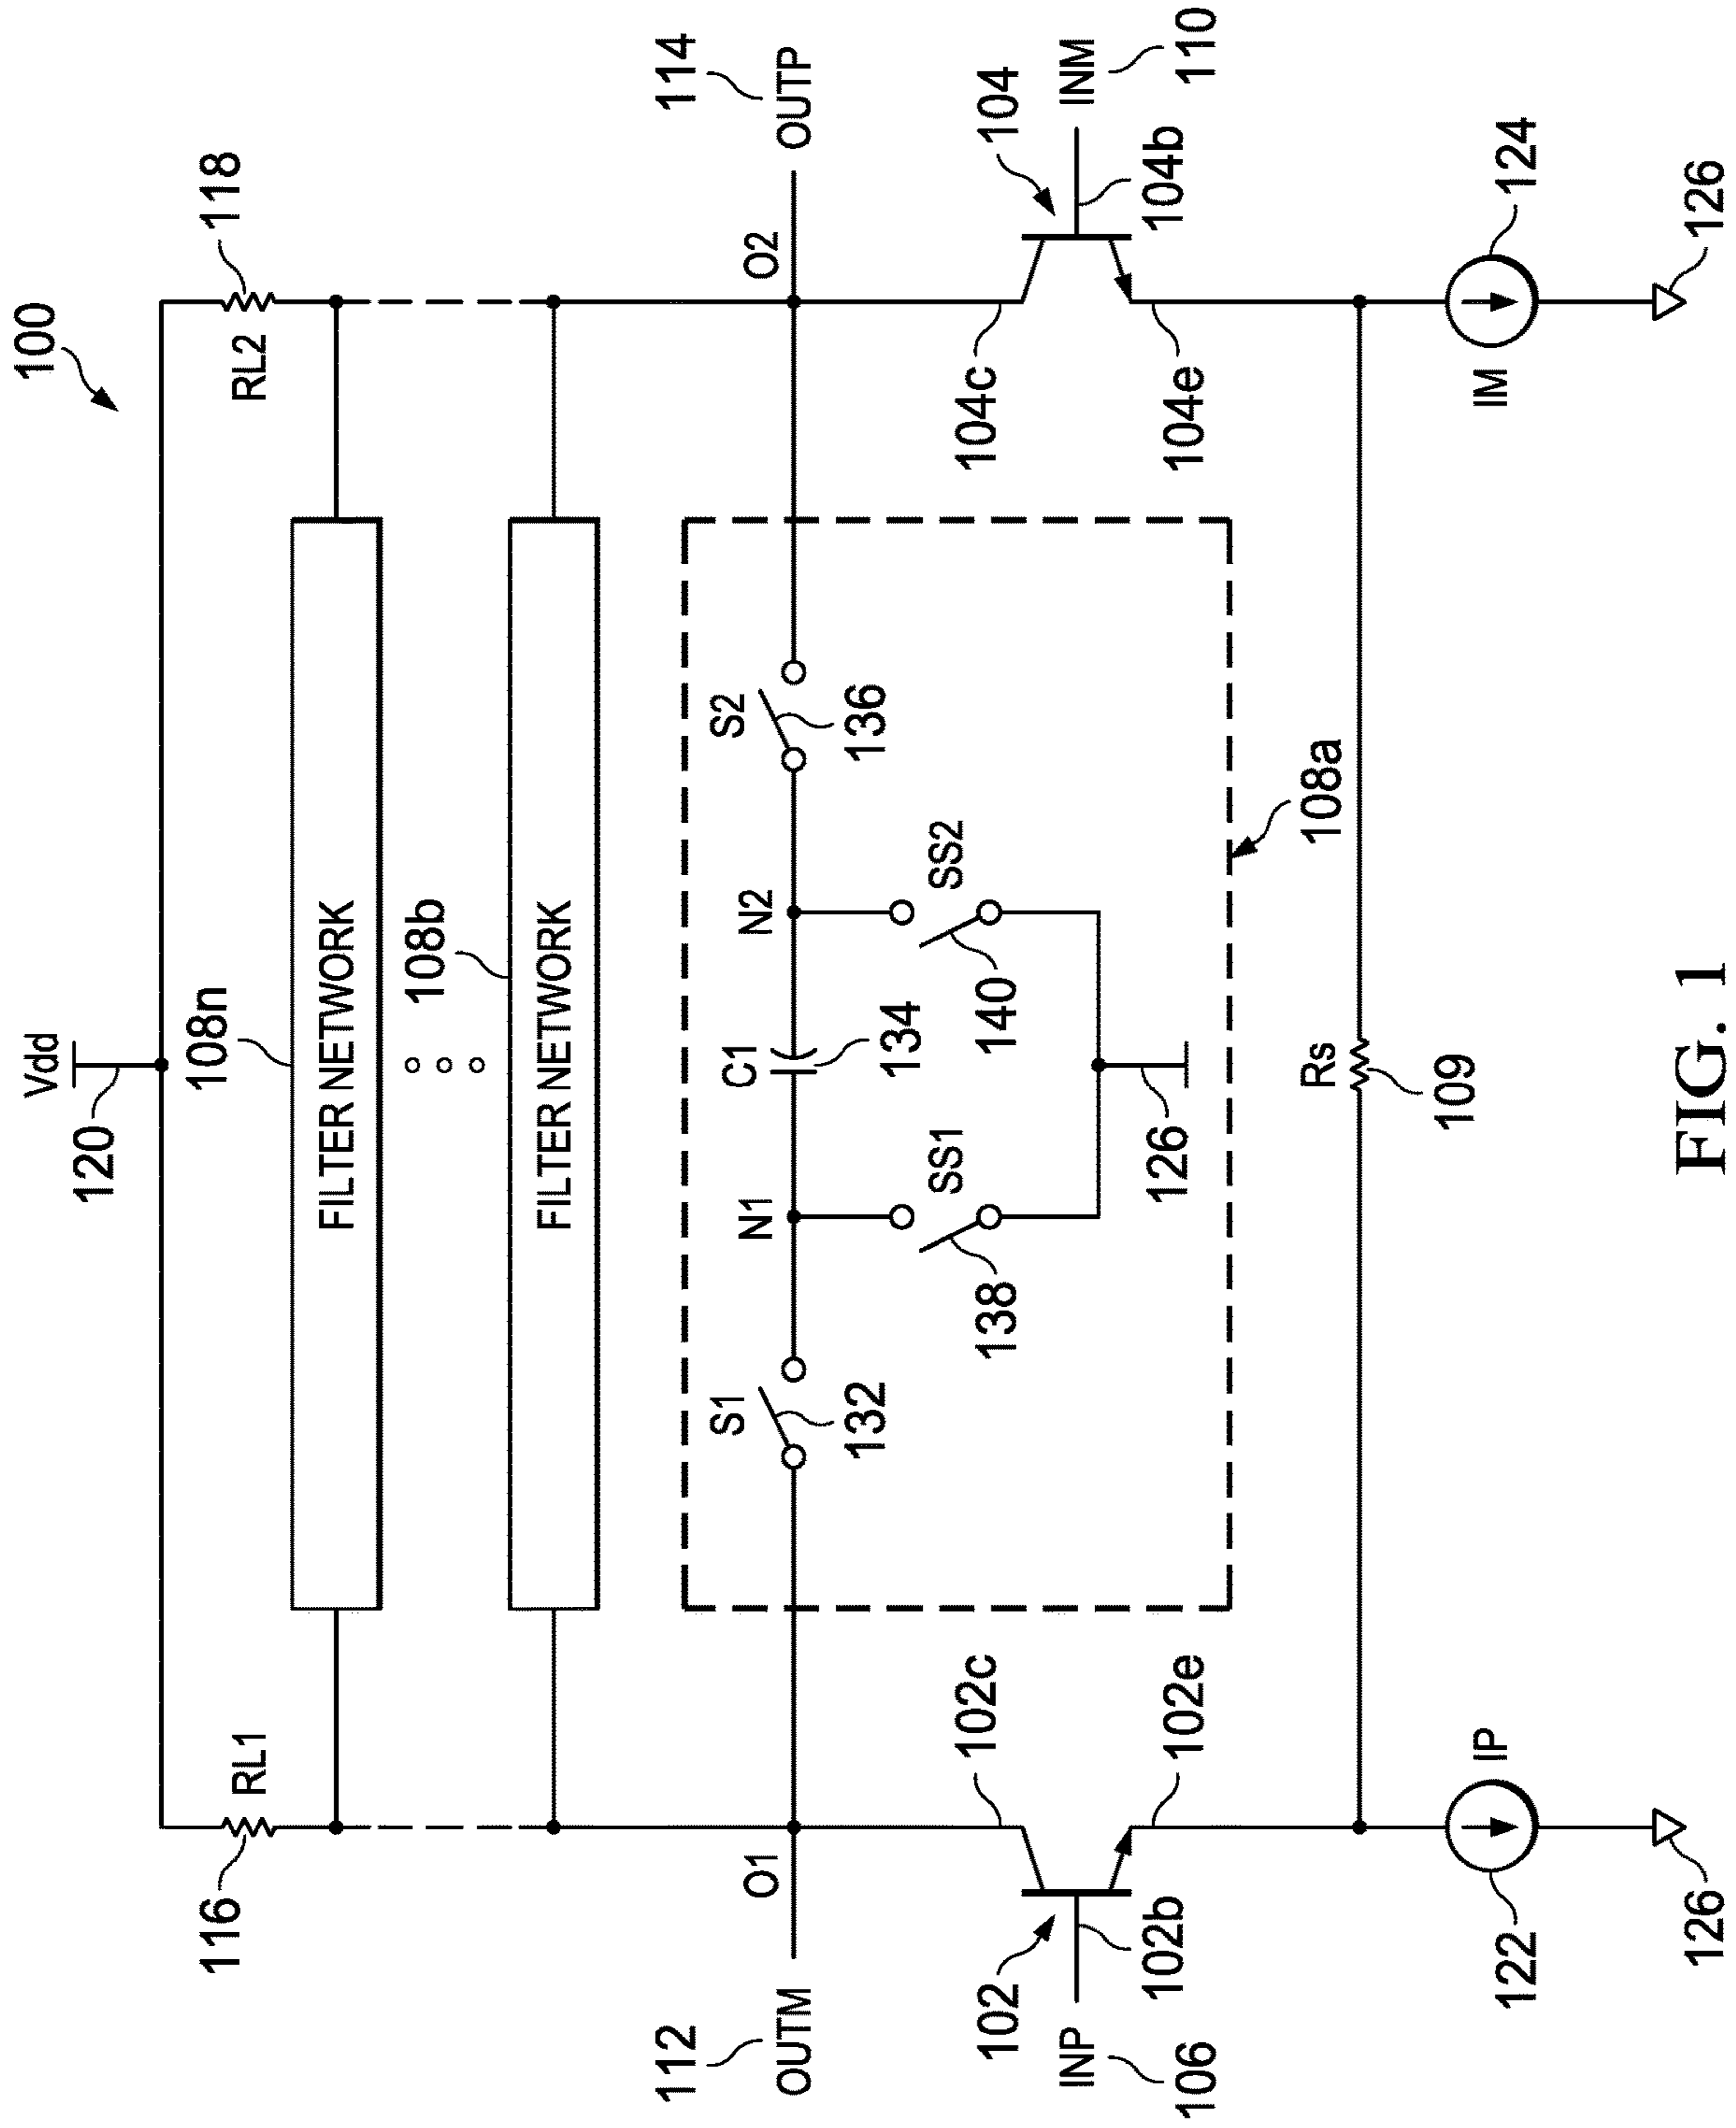 100
Vdd
120
116
RL1
RL2
118
108n
FILTER NETWORK
108b
FILTER NETWORK
112
OUTM
O1
114
OUTP
O2
S1
132
N1
C1
134
N2
S2
136
SS1
138
SS2
140
126
108a
102
INP
106
102b
102c
102e
104
INM
110
104b
104c
104e
Rs
109
IP
122
126
IM
124
126
FIG. 1